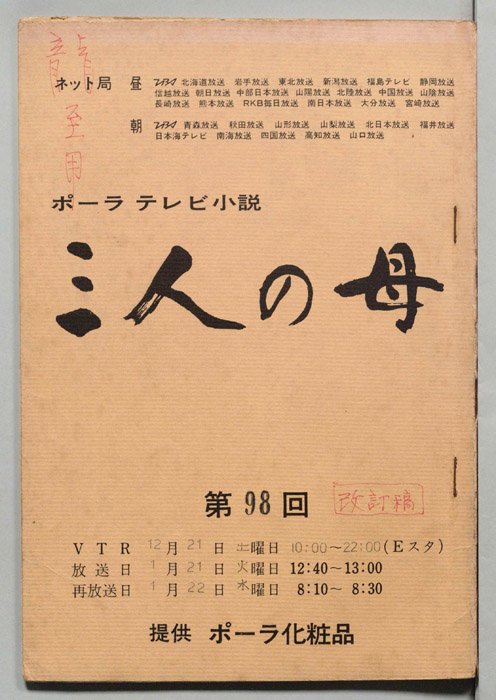 ネット局 昼 TBS 北海道放送 岩手放送 東北放送 新潟放送 福島テレビ 静岡放送
信越放送 朝日放送 中部日本放送 山陽放送 北陸放送 中国放送 山陰放送
長崎放送 熊本放送 RKB毎日放送 南日本放送 大分放送 宮崎放送
朝 TBS 青森放送 秋田放送 山形放送 山梨放送 北日本放送 福井放送
日本海テレビ 南海放送 四国放送 高知放送 山口放送
ポーラ テレビ小説
三人の母
第98回 改訂稿
VTR 12月21日 土曜日 10:00～22:00(Eスタ)
放送日 1月21日 火曜日 12:40～13:00
再放送日 1月22日 水曜日 8:10～8:30
提供 ポーラ化粧品